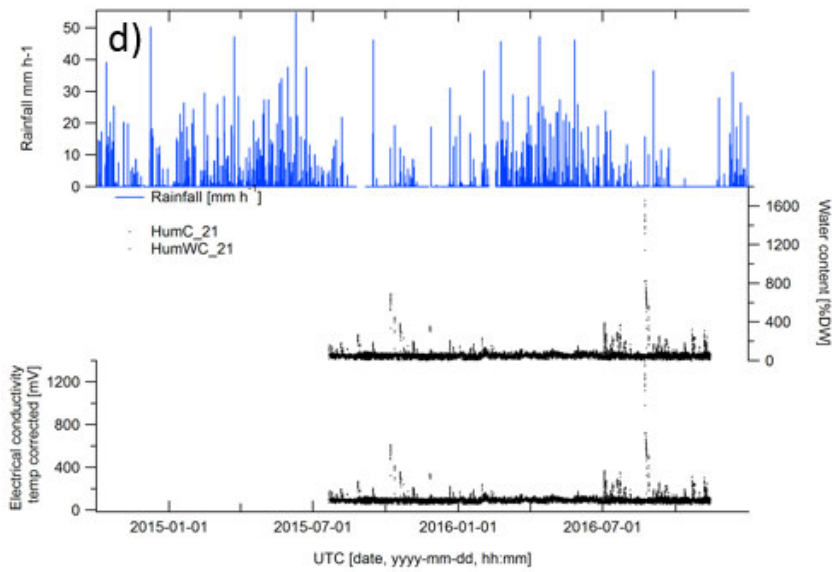 d)
Rainfall mm h-1
50
40
30
20
10
0
Rainfall [mm h-1]
HumC_21
HumWC_21
1600
1200
800
400
0
Water content [%DW]
Electrical conductivity
temp corrected [mV]
1200
800
400
0
2015-01-01
2015-07-01
2016-01-01
2016-07-01
UTC [date, yyyy-mm-dd, hh:mm]